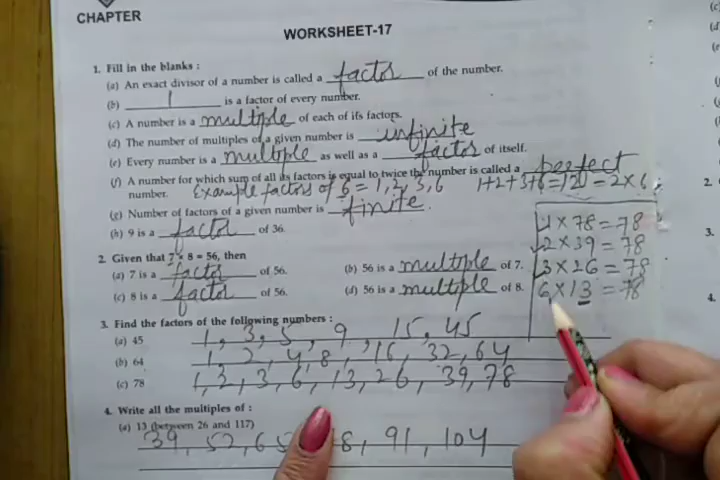 CHAPTER
WORKSHEET-17
1. Fill in the blanks :
(a) An exact divisor of a number is called a factor of the number.
(b) 1 is a factor of every number.
(c) A number is a multiple of each of its factors.
(d) The number of multiples of a given number is infinite
(e) Every number is a multiple as well as a factor of itself.
(f) A number for which sum of all its factors is equal to twice the number is called a perfect
number. Example factors of 6 = 1, 2, 3, 6 1+2+3+6=12 = 2×6
(g) Number of factors of a given number is finite.
(h) 9 is a factor of 36.
1 × 78 = 78
2 × 39 = 78
3 × 26 = 78
6 × 13 = 78
2. Given that 7 × 8 = 56, then
(a) 7 is a factor of 56. (b) 56 is a multiple of 7.
(c) 8 is a factor of 56. (d) 56 is a multiple of 8.
3. Find the factors of the following numbers :
(a) 45 1, 3, 5, 9, 15, 45
(b) 64 1, 2, 4, 8, 16, 32, 64
(c) 78 1, 2, 3, 6, 13, 26, 39, 78
4. Write all the multiples of :
(a) 13 (between 26 and 117)
39, 52, 65 8, 91, 104